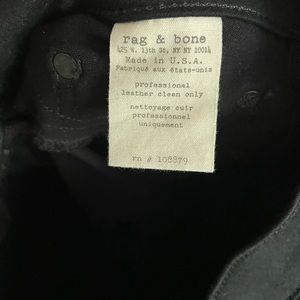 rag & bone
425 W. 13th St, NY NY 10014
Made in U.S.A.
Fabriqué aux états-unis
professional
leather clean only
nettoyage cuir
professionnel
uniquement
rn # 108879